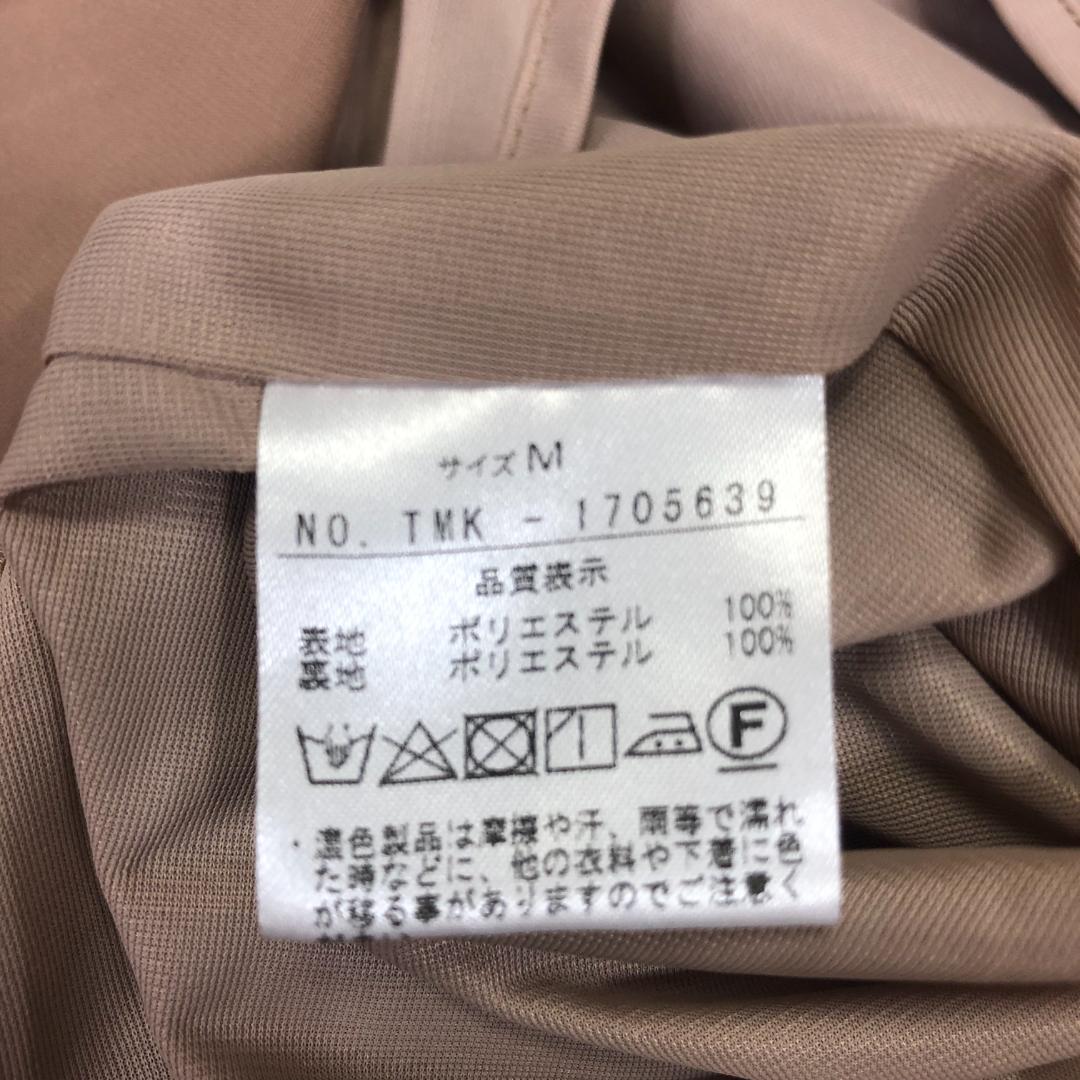 サイズ M
NO. TMK - 1705639
品質表示
表地 ポリエステル 100%
裏地 ポリエステル 100%
F
・濃色製品は摩擦や汗、雨等で濡れ
た時などに、他の衣料や下着に色
が移る事がありますのでご注意く